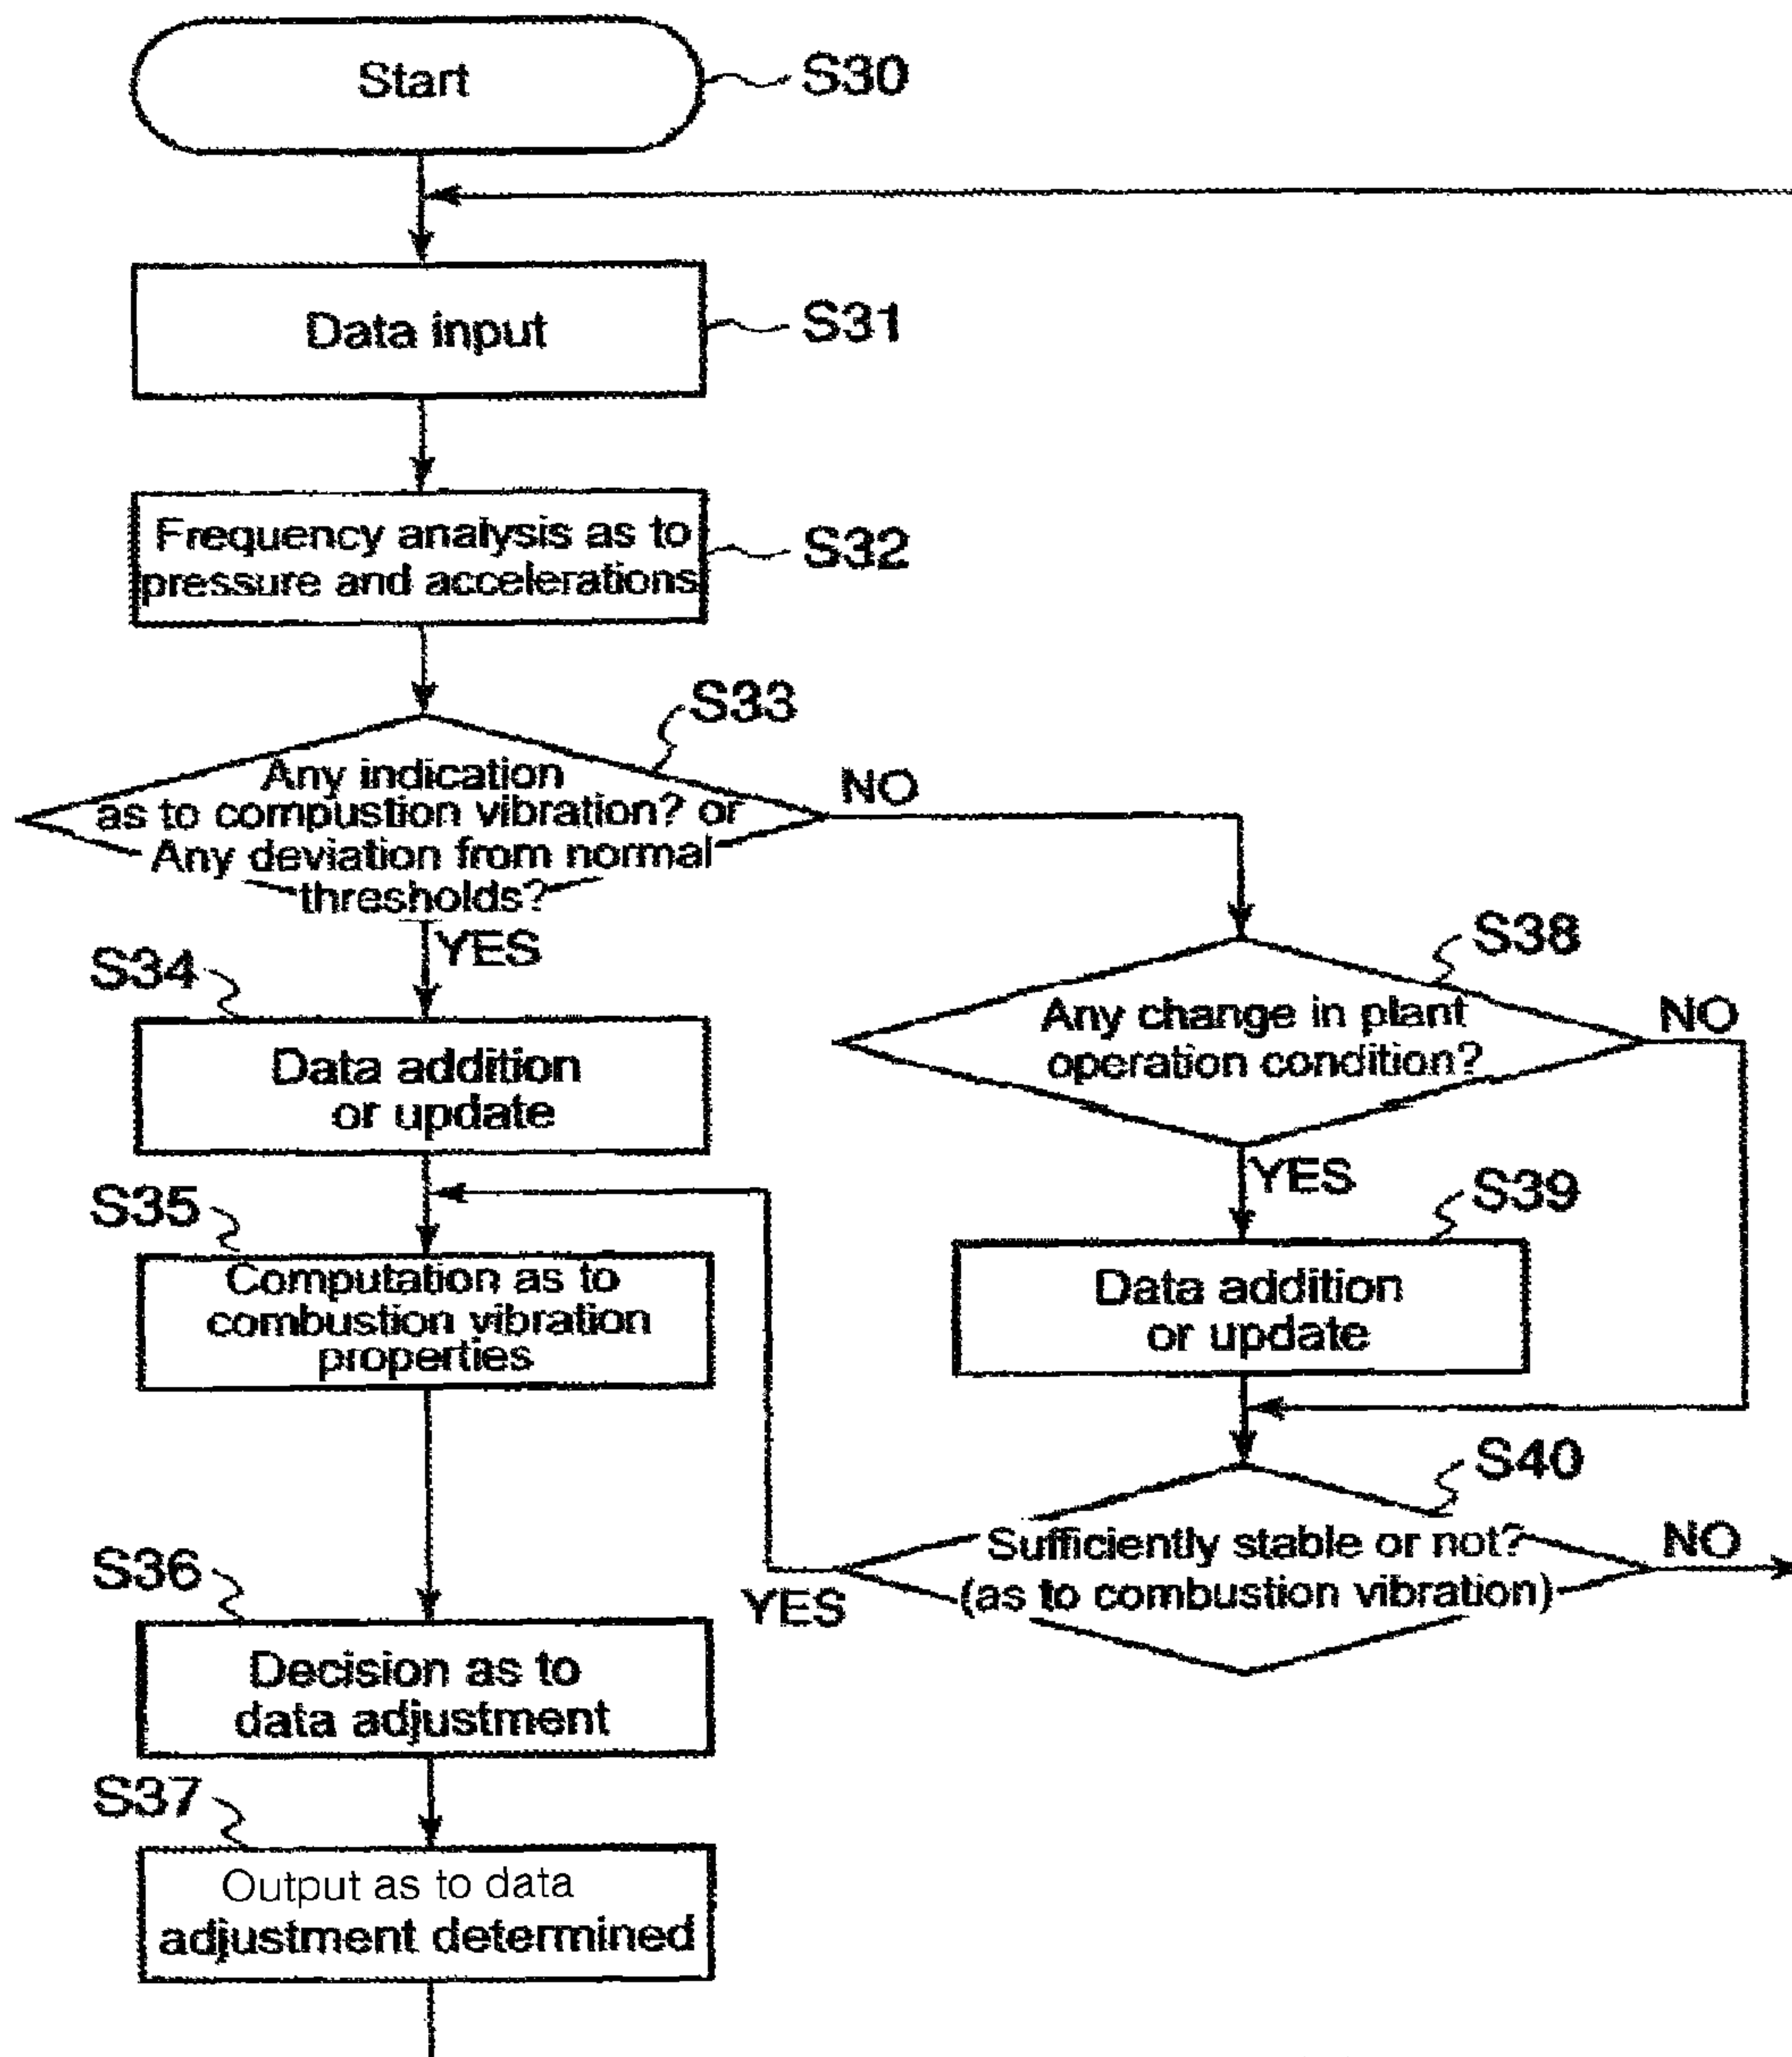 Start
S30
Data input
S31
Frequency analysis as to
pressure and accelerations
S32
S33
Any indication
as to compustion vibration? or
Any deviation from normal
thresholds?
NO
YES
S34
Data addition
or update
S38
Any change in plant
operation condition?
NO
YES
S35
Computation as to
combustion vibration
properties
S39
Data addition
or update
S40
Sufficiently stable or not?
(as to combustion vibration)
NO
YES
S36
Decision as to
data adjustment
S37
Output as to data
adjustment determined